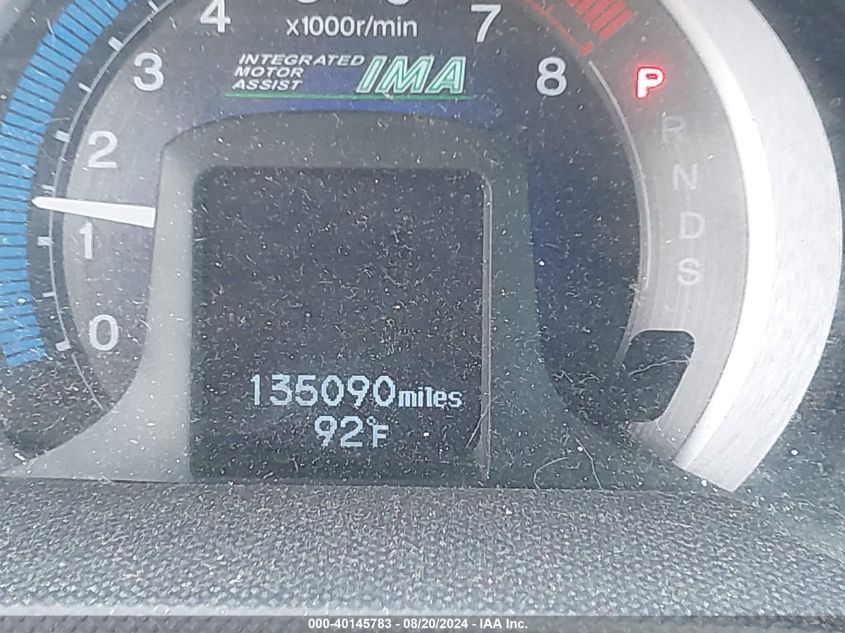 4
7
x1000r/min
3
INTEGRATED
MOTOR
ASSIST
IMA
8
P
2
R
N
1
D
S
0
135090miles
92°F
000-40145783 - 08/20/2024 - IAA Inc.